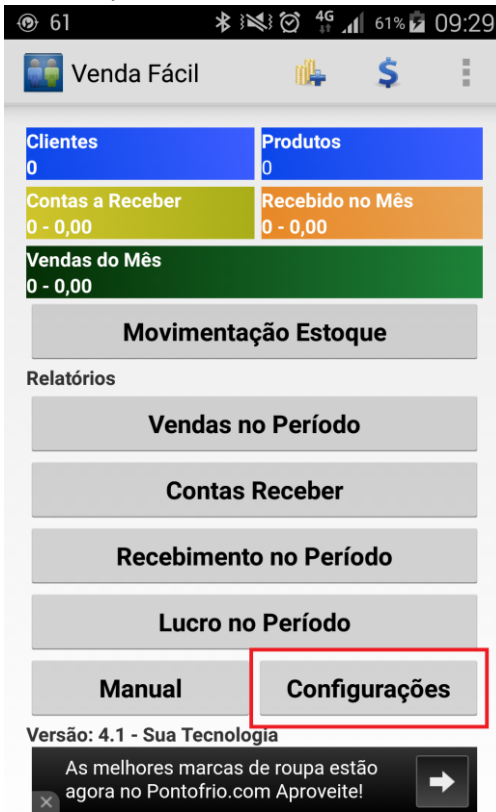 61 4G 61% 09:29
Venda Fácil
Clientes
0
Produtos
0
Contas a Receber
0 - 0,00
Recebido no Mês
0 - 0,00
Vendas do Mês
0 - 0,00
Movimentação Estoque
Relatórios
Vendas no Período
Contas Receber
Recebimento no Período
Lucro no Período
Manual
Configurações
Versão: 4.1 - Sua Tecnologia
As melhores marcas de roupa estão
agora no Pontofrio.com Aproveite!